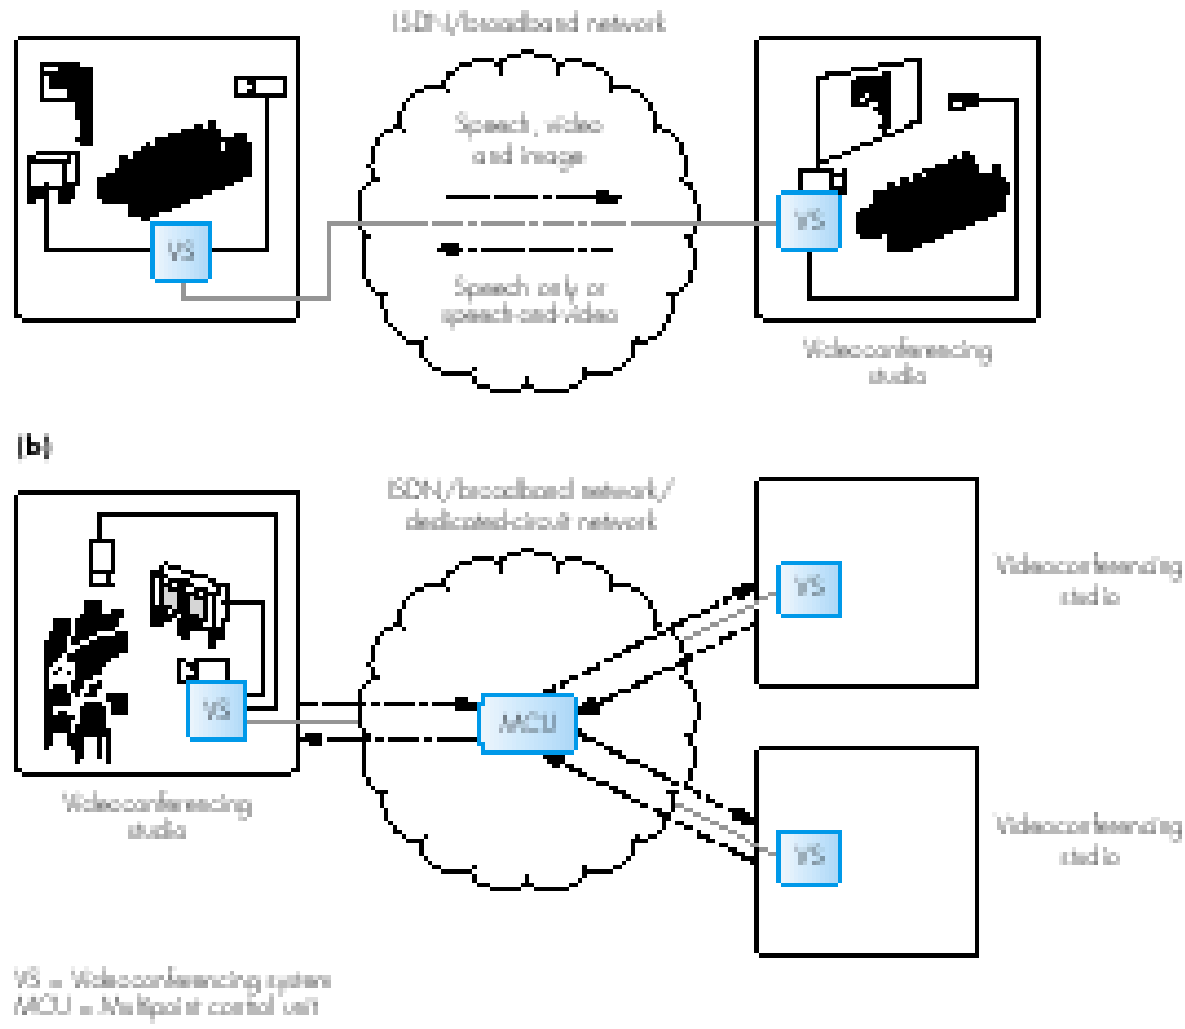 ISDN/broadband network
Speech, video
and image
VS
VS
Speech only or
speech-and-video
Videoconferencing
studio
(b)
ISDN/broadband network/
dedicated-circuit network
VS
Videoconferencing
studio
VS
MCU
Videoconferencing
studio
VS
Videoconferencing
studio
VS = Videoconferencing system
MCU = Multipoint control unit